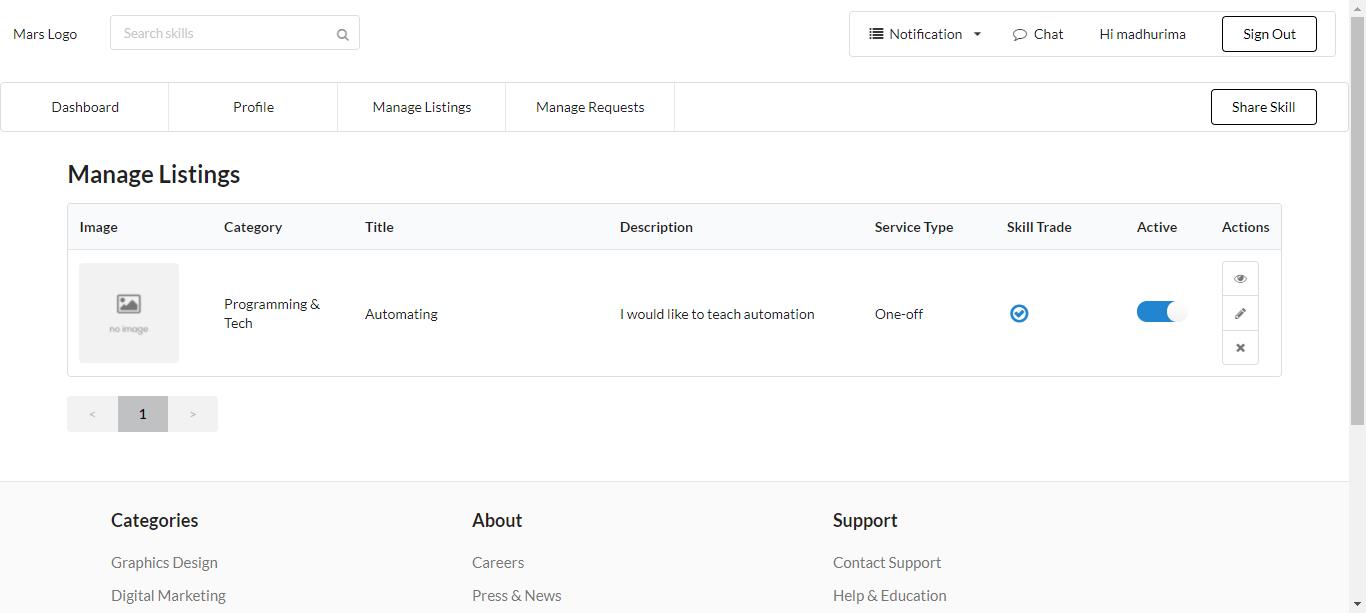 Mars Logo
Search skills
Notification
Chat
Hi madhurima
Sign Out
Dashboard
Profile
Manage Listings
Manage Requests
Share Skill
Manage Listings
Image
Category
Title
Description
Service Type
Skill Trade
Active
Actions
no image
Programming &
Tech
Automating
I would like to teach automation
One-off
< 1 >
Categories
About
Support
Graphics Design
Careers
Contact Support
Digital Marketing
Press & News
Help & Education